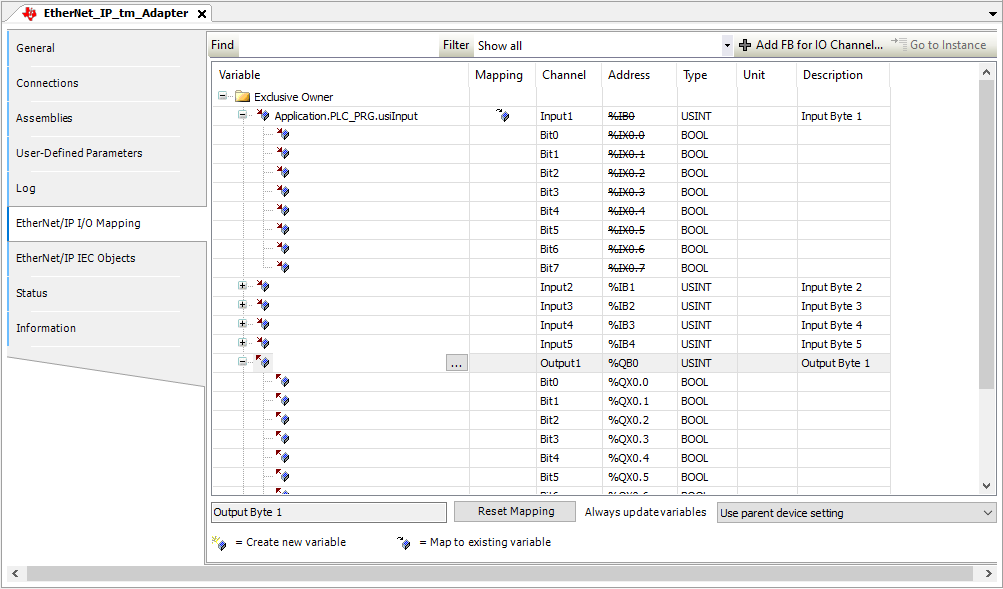 EtherNet_IP_tm_Adapter
General
Connections
Assemblies
User-Defined Parameters
Log
EtherNet/IP I/O Mapping
EtherNet/IP IEC Objects
Status
Information
Find Filter Show all Add FB for IO Channel... Go to Instance
Variable Mapping Channel Address Type Unit Description
Exclusive Owner
Application.PLC_PRG.usiInput Input1 %IB0 USINT Input Byte 1
Bit0 %IX0.0 BOOL
Bit1 %IX0.1 BOOL
Bit2 %IX0.2 BOOL
Bit3 %IX0.3 BOOL
Bit4 %IX0.4 BOOL
Bit5 %IX0.5 BOOL
Bit6 %IX0.6 BOOL
Bit7 %IX0.7 BOOL
Input2 %IB1 USINT Input Byte 2
Input3 %IB2 USINT Input Byte 3
Input4 %IB3 USINT Input Byte 4
Input5 %IB4 USINT Input Byte 5
... Output1 %QB0 USINT Output Byte 1
Bit0 %QX0.0 BOOL
Bit1 %QX0.1 BOOL
Bit2 %QX0.2 BOOL
Bit3 %QX0.3 BOOL
Bit4 %QX0.4 BOOL
Bit5 %QX0.5 BOOL
Output Byte 1 Reset Mapping Always update variables Use parent device setting
= Create new variable = Map to existing variable